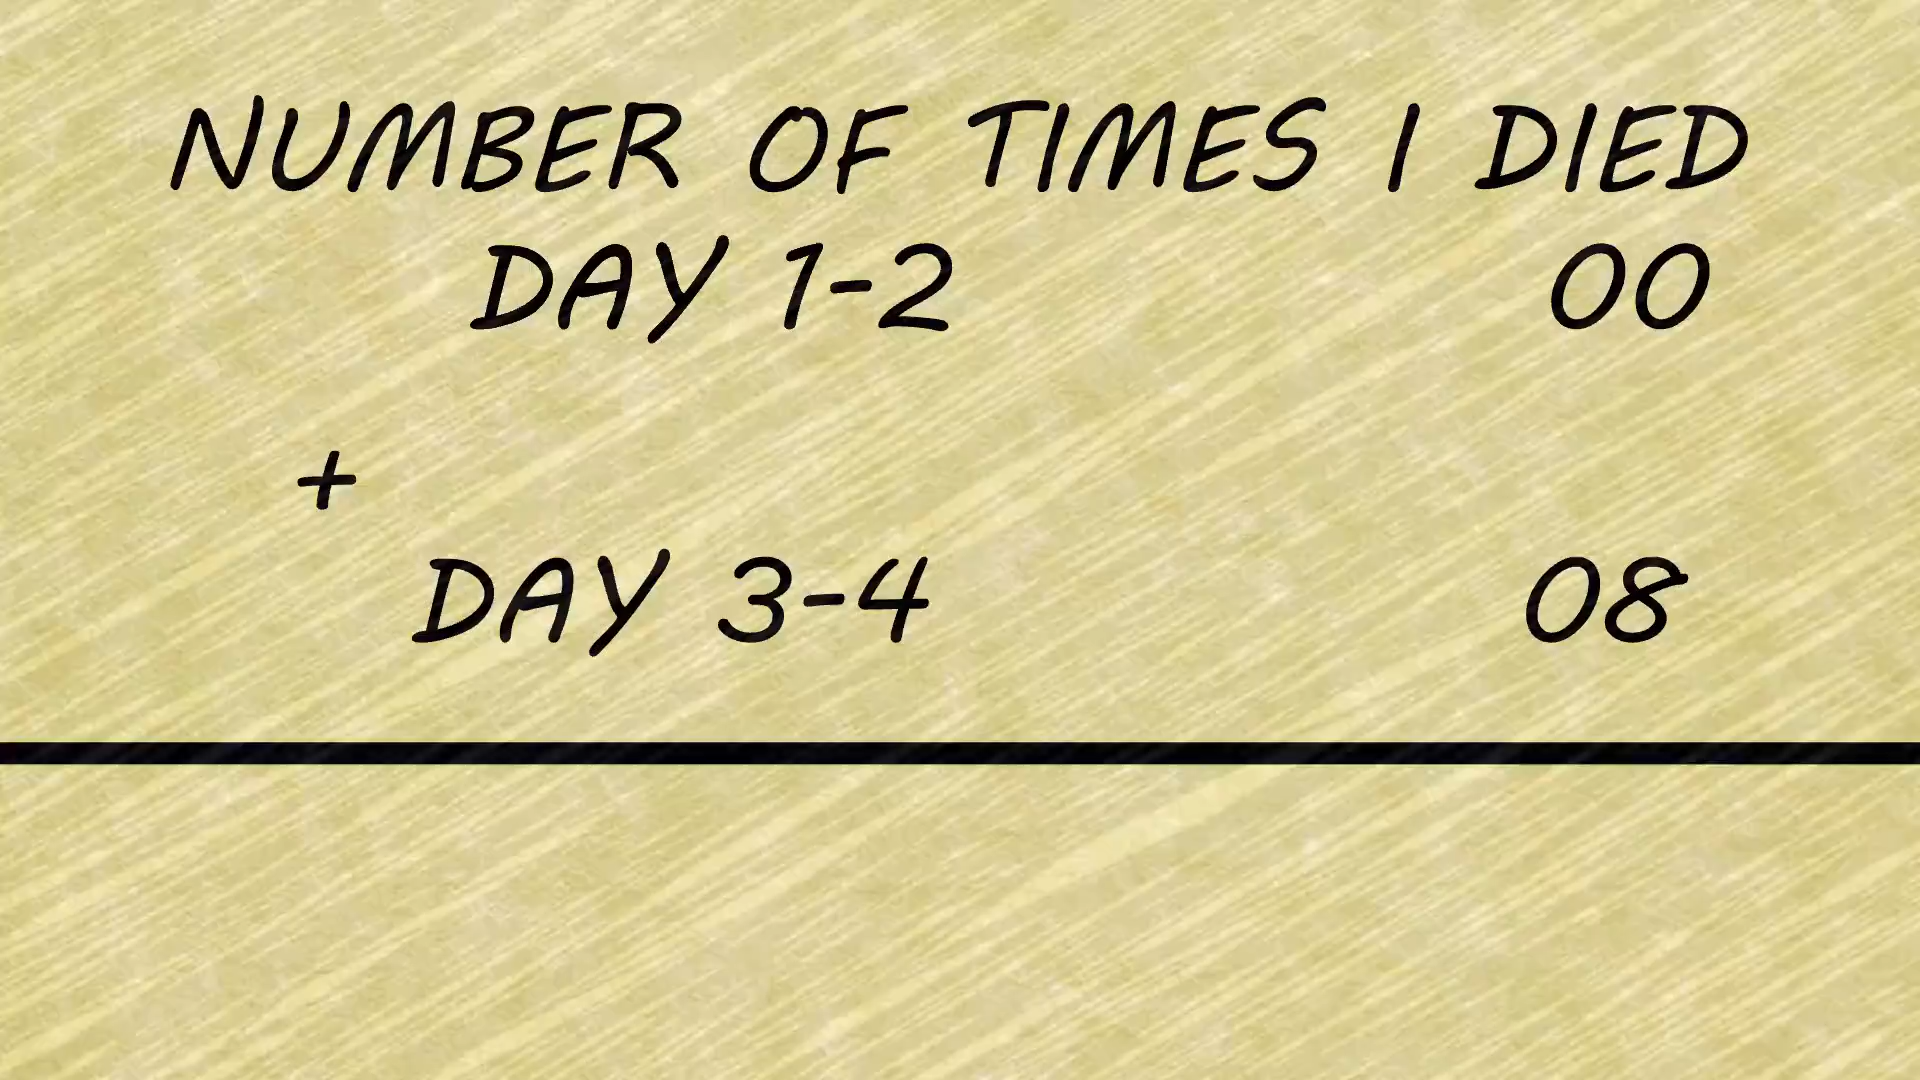 NUMBER OF TIMES I DIED
DAY 1-2 00
+
DAY 3-4 08